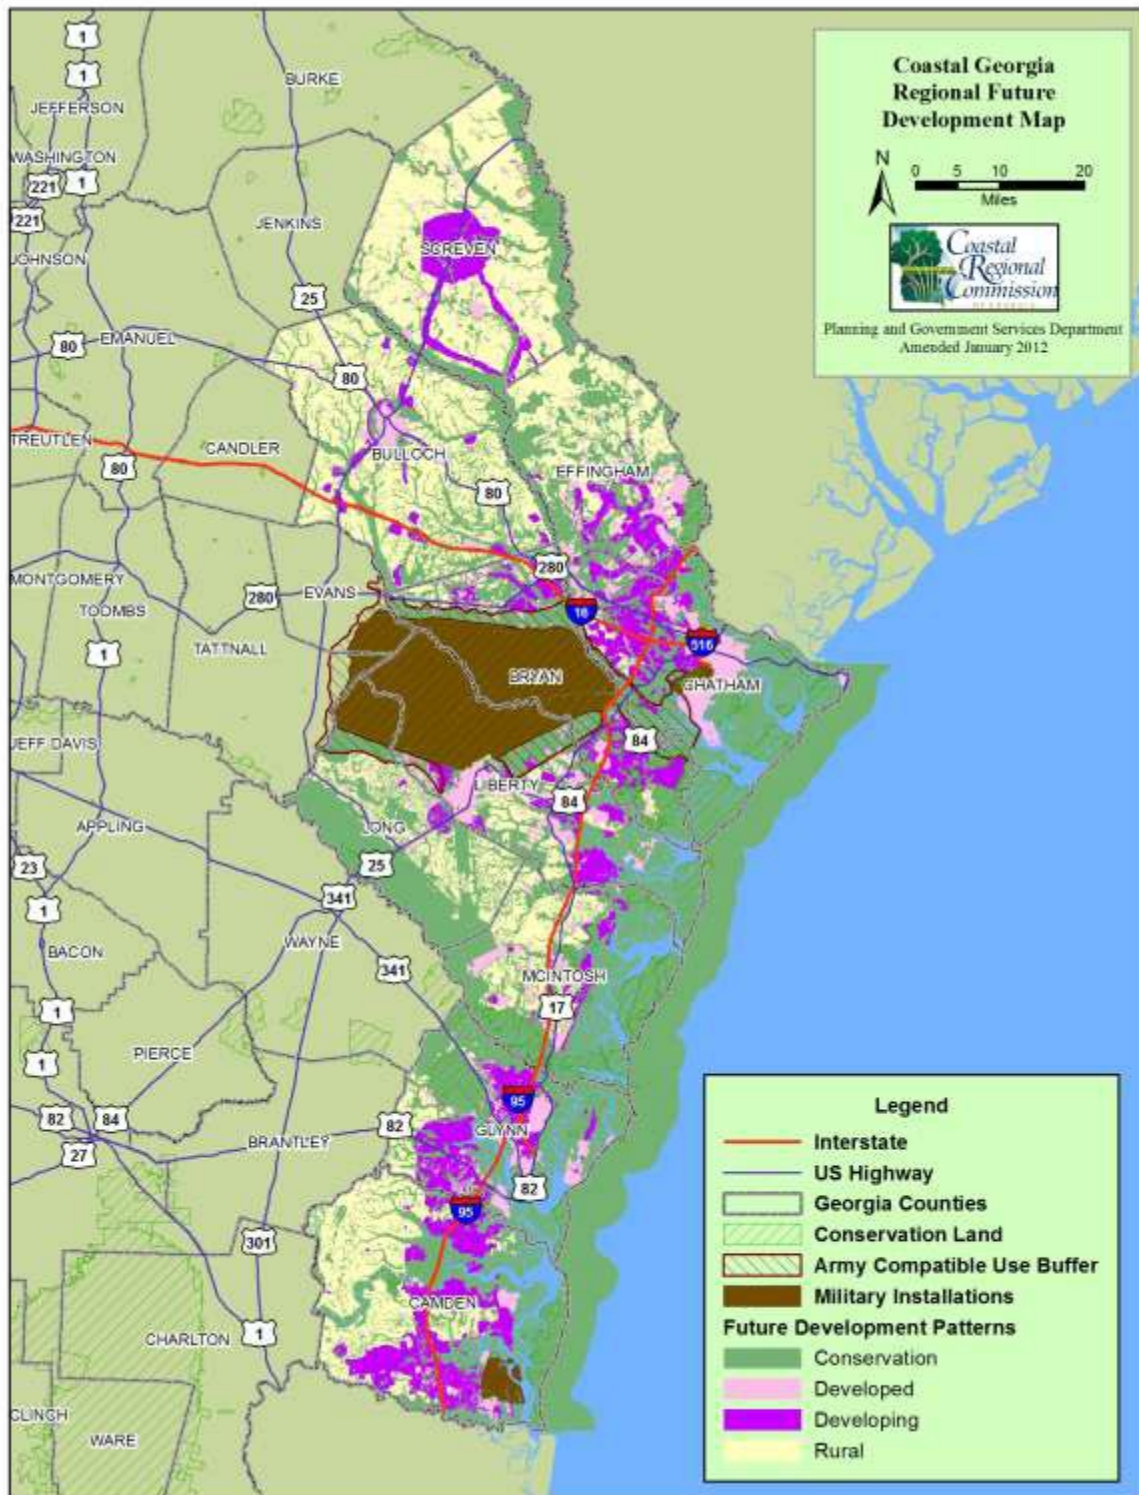 Coastal Georgia
Regional Future
Development Map
N
0 5 10 20
Miles
Coastal
Regional
Commission
Planning and Government Services Department
Amended January 2012
1
1
BURKE
JEFFERSON
WASHINGTON
221
1
221
JENKINS
SCREVEN
JOHNSON
25
EMANUEL
80
80
TREUTLEN
CANDLER
BULLOCH
80
EFFINGHAM
80
280
MONTGOMERY
TOOMBS
280
EVANS
16
TATTNALL
1
516
BRYAN
CHATHAM
JEFF DAVIS
84
LIBERTY
84
APPLING
LONG
25
23
1
341
WAYNE
BACON
341
MCINTOSH
17
1
PIERCE
1
95
82
84
82
GLYNN
BRANTLEY
27
82
95
301
CAMDEN
CHARLTON
1
CLINCH
WARE
Legend
Interstate
US Highway
Georgia Counties
Conservation Land
Army Compatible Use Buffer
Military Installations
Future Development Patterns
Conservation
Developed
Developing
Rural